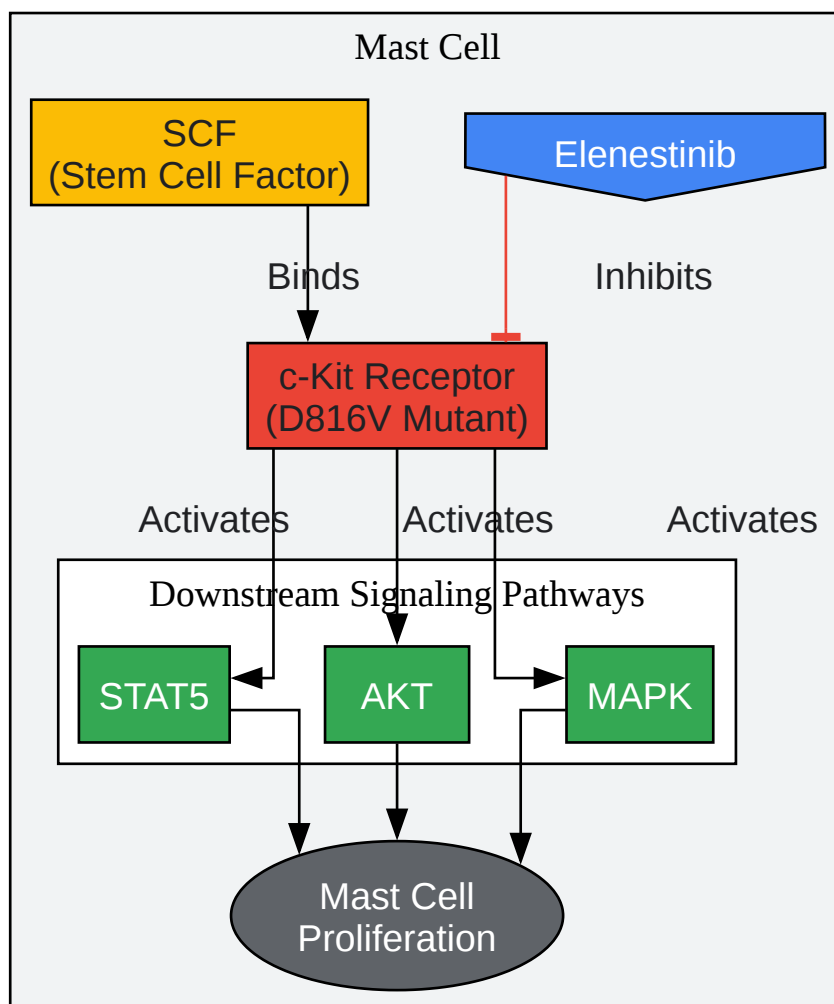 Mast Cell
SCF
(Stem Cell Factor)
Elenestinib
Binds
Inhibits
c-Kit Receptor
(D816V Mutant)
Activates
Activates
Activates
Downstream Signaling Pathways
STAT5
AKT
MAPK
Mast Cell
Proliferation